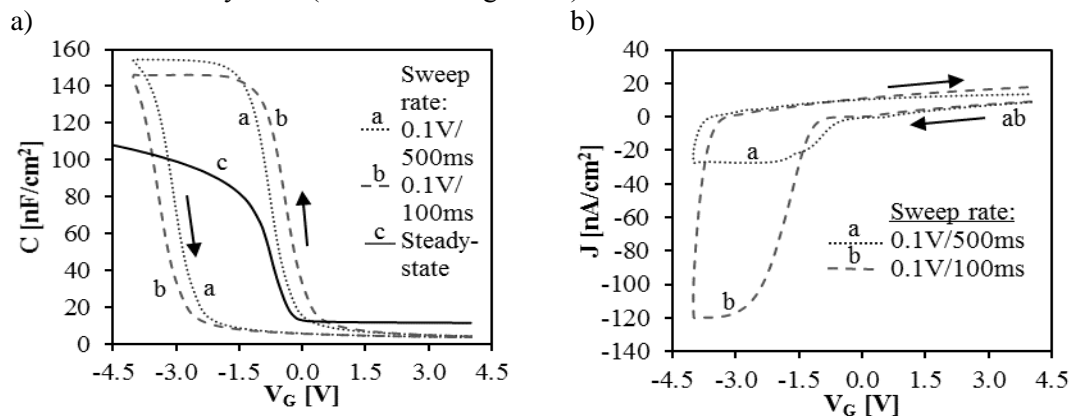 a)
160
140
120
100
80
60
40
20
0
C [nF/cm²]
-4.5 -3.0 -1.5 0.0 1.5 3.0 4.5
V_G [V]
a
b
c
a
b
Sweep
rate:
a
0.1V/
500ms
b
0.1V/
100ms
c
Steady-
state
b)
40
20
0
-20
-40
-60
-80
-100
-120
-140
J [nA/cm²]
-4.5 -3.0 -1.5 0.0 1.5 3.0 4.5
V_G [V]
ab
a
b
Sweep rate:
a
0.1V/500ms
b
0.1V/100ms